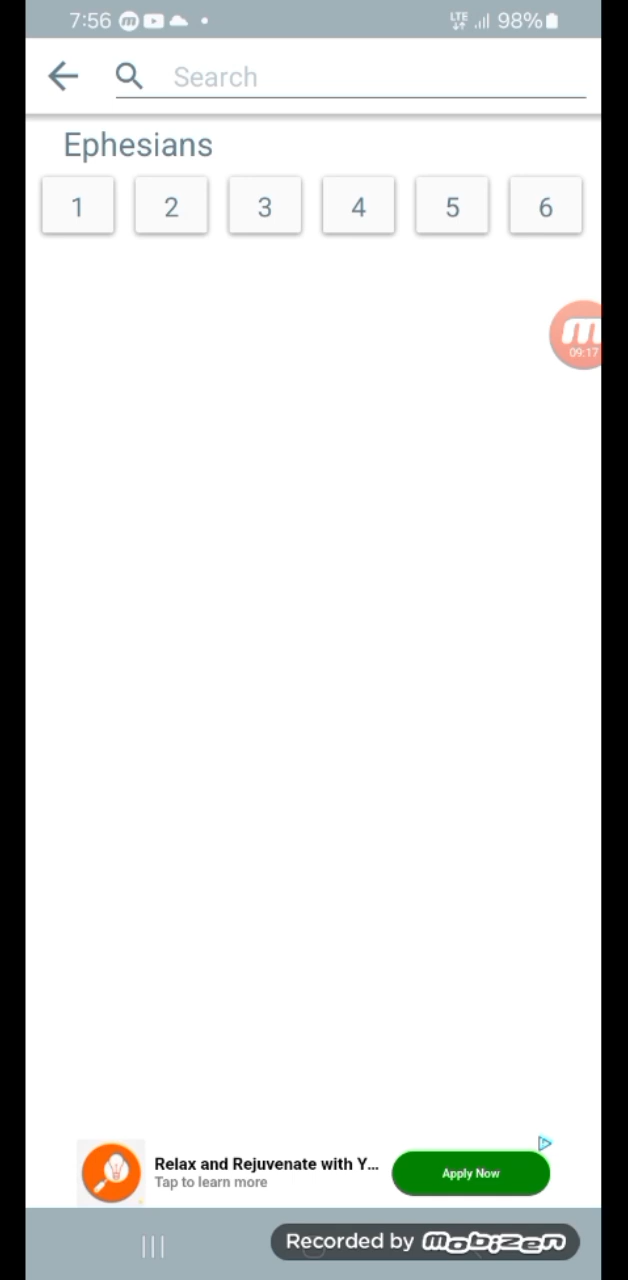 7:56 LTE 98%
Search
Ephesians
1 2 3 4 5 6
m
09:17
Relax and Rejuvenate with Y...
Tap to learn more
Apply Now
Recorded by mobizen